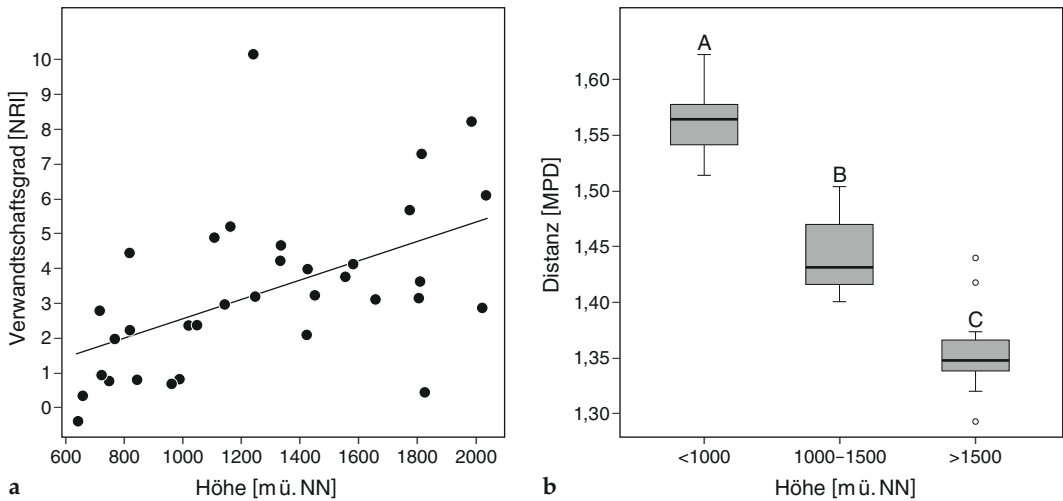 Verwandtschaftsgrad [NRI]
10
9
8
7
6
5
4
3
2
1
0
600 800 1000 1200 1400 1600 1800 2000
Höhe [m ü. NN]
a
Distanz [MPD]
1,60
1,55
1,50
1,45
1,40
1,35
1,30
A
B
C
<1000 1000–1500 >1500
Höhe [m ü. NN]
b